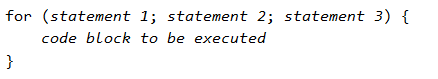 for (statement 1; statement 2; statement 3) {
    code block to be executed
}